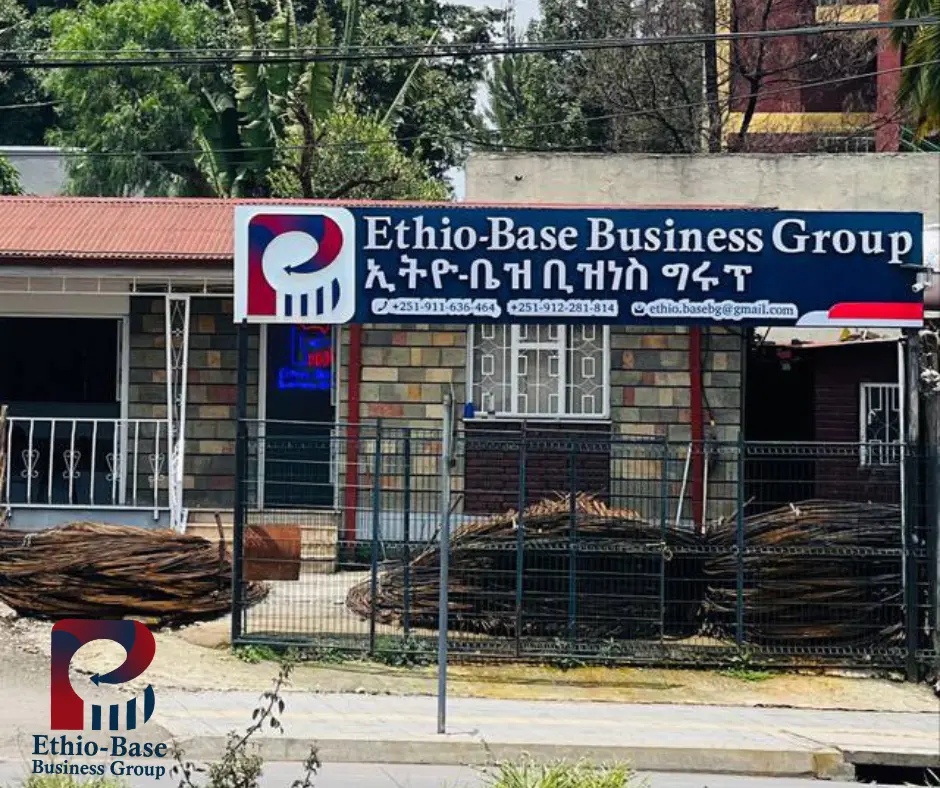 Ethio-Base Business Group
ኢትዮ-ቤዝ ቢዝነስ ግሩፕ
+251-911-636-464 +251-912-281-814 ethio.basebg@gmail.com
Ethio-Base
Business Group